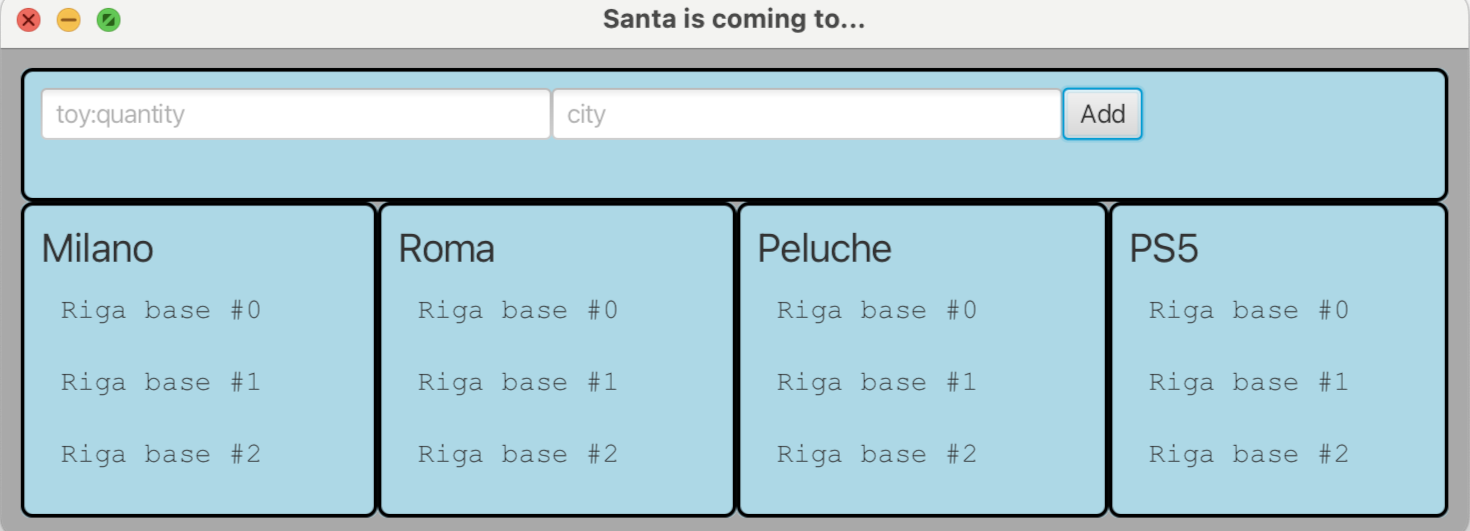 Santa is coming to...
toy:quantity city Add
Milano Roma Peluche PS5
Riga base #0 Riga base #0 Riga base #0 Riga base #0
Riga base #1 Riga base #1 Riga base #1 Riga base #1
Riga base #2 Riga base #2 Riga base #2 Riga base #2